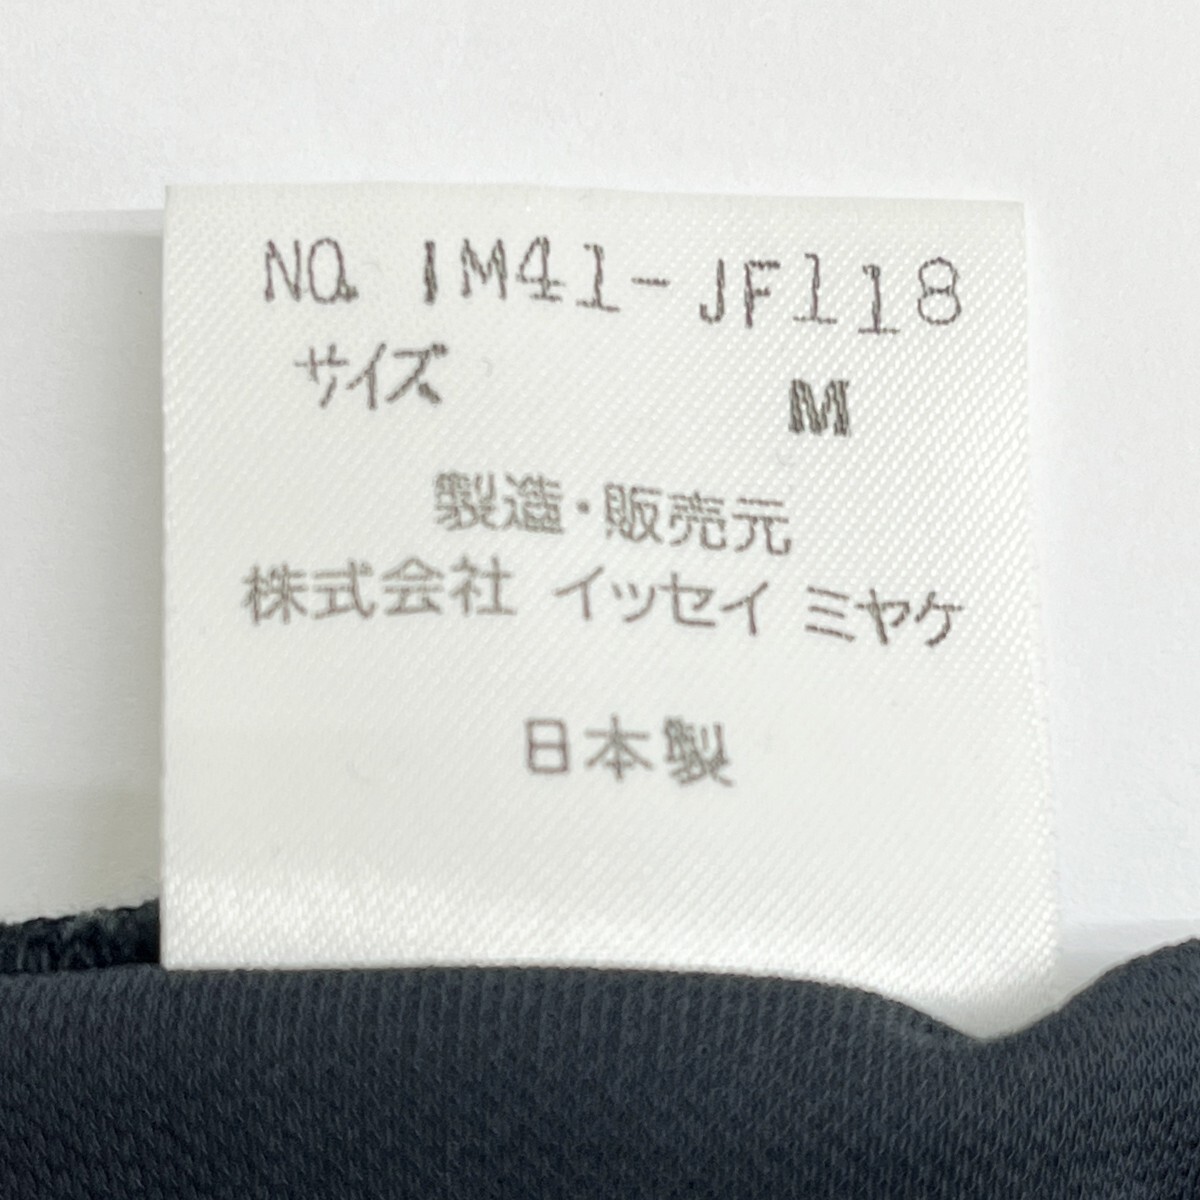 NO. IM41-JF118
サイズ M
製造・販売元
株式会社 イッセイ ミヤケ
日本製